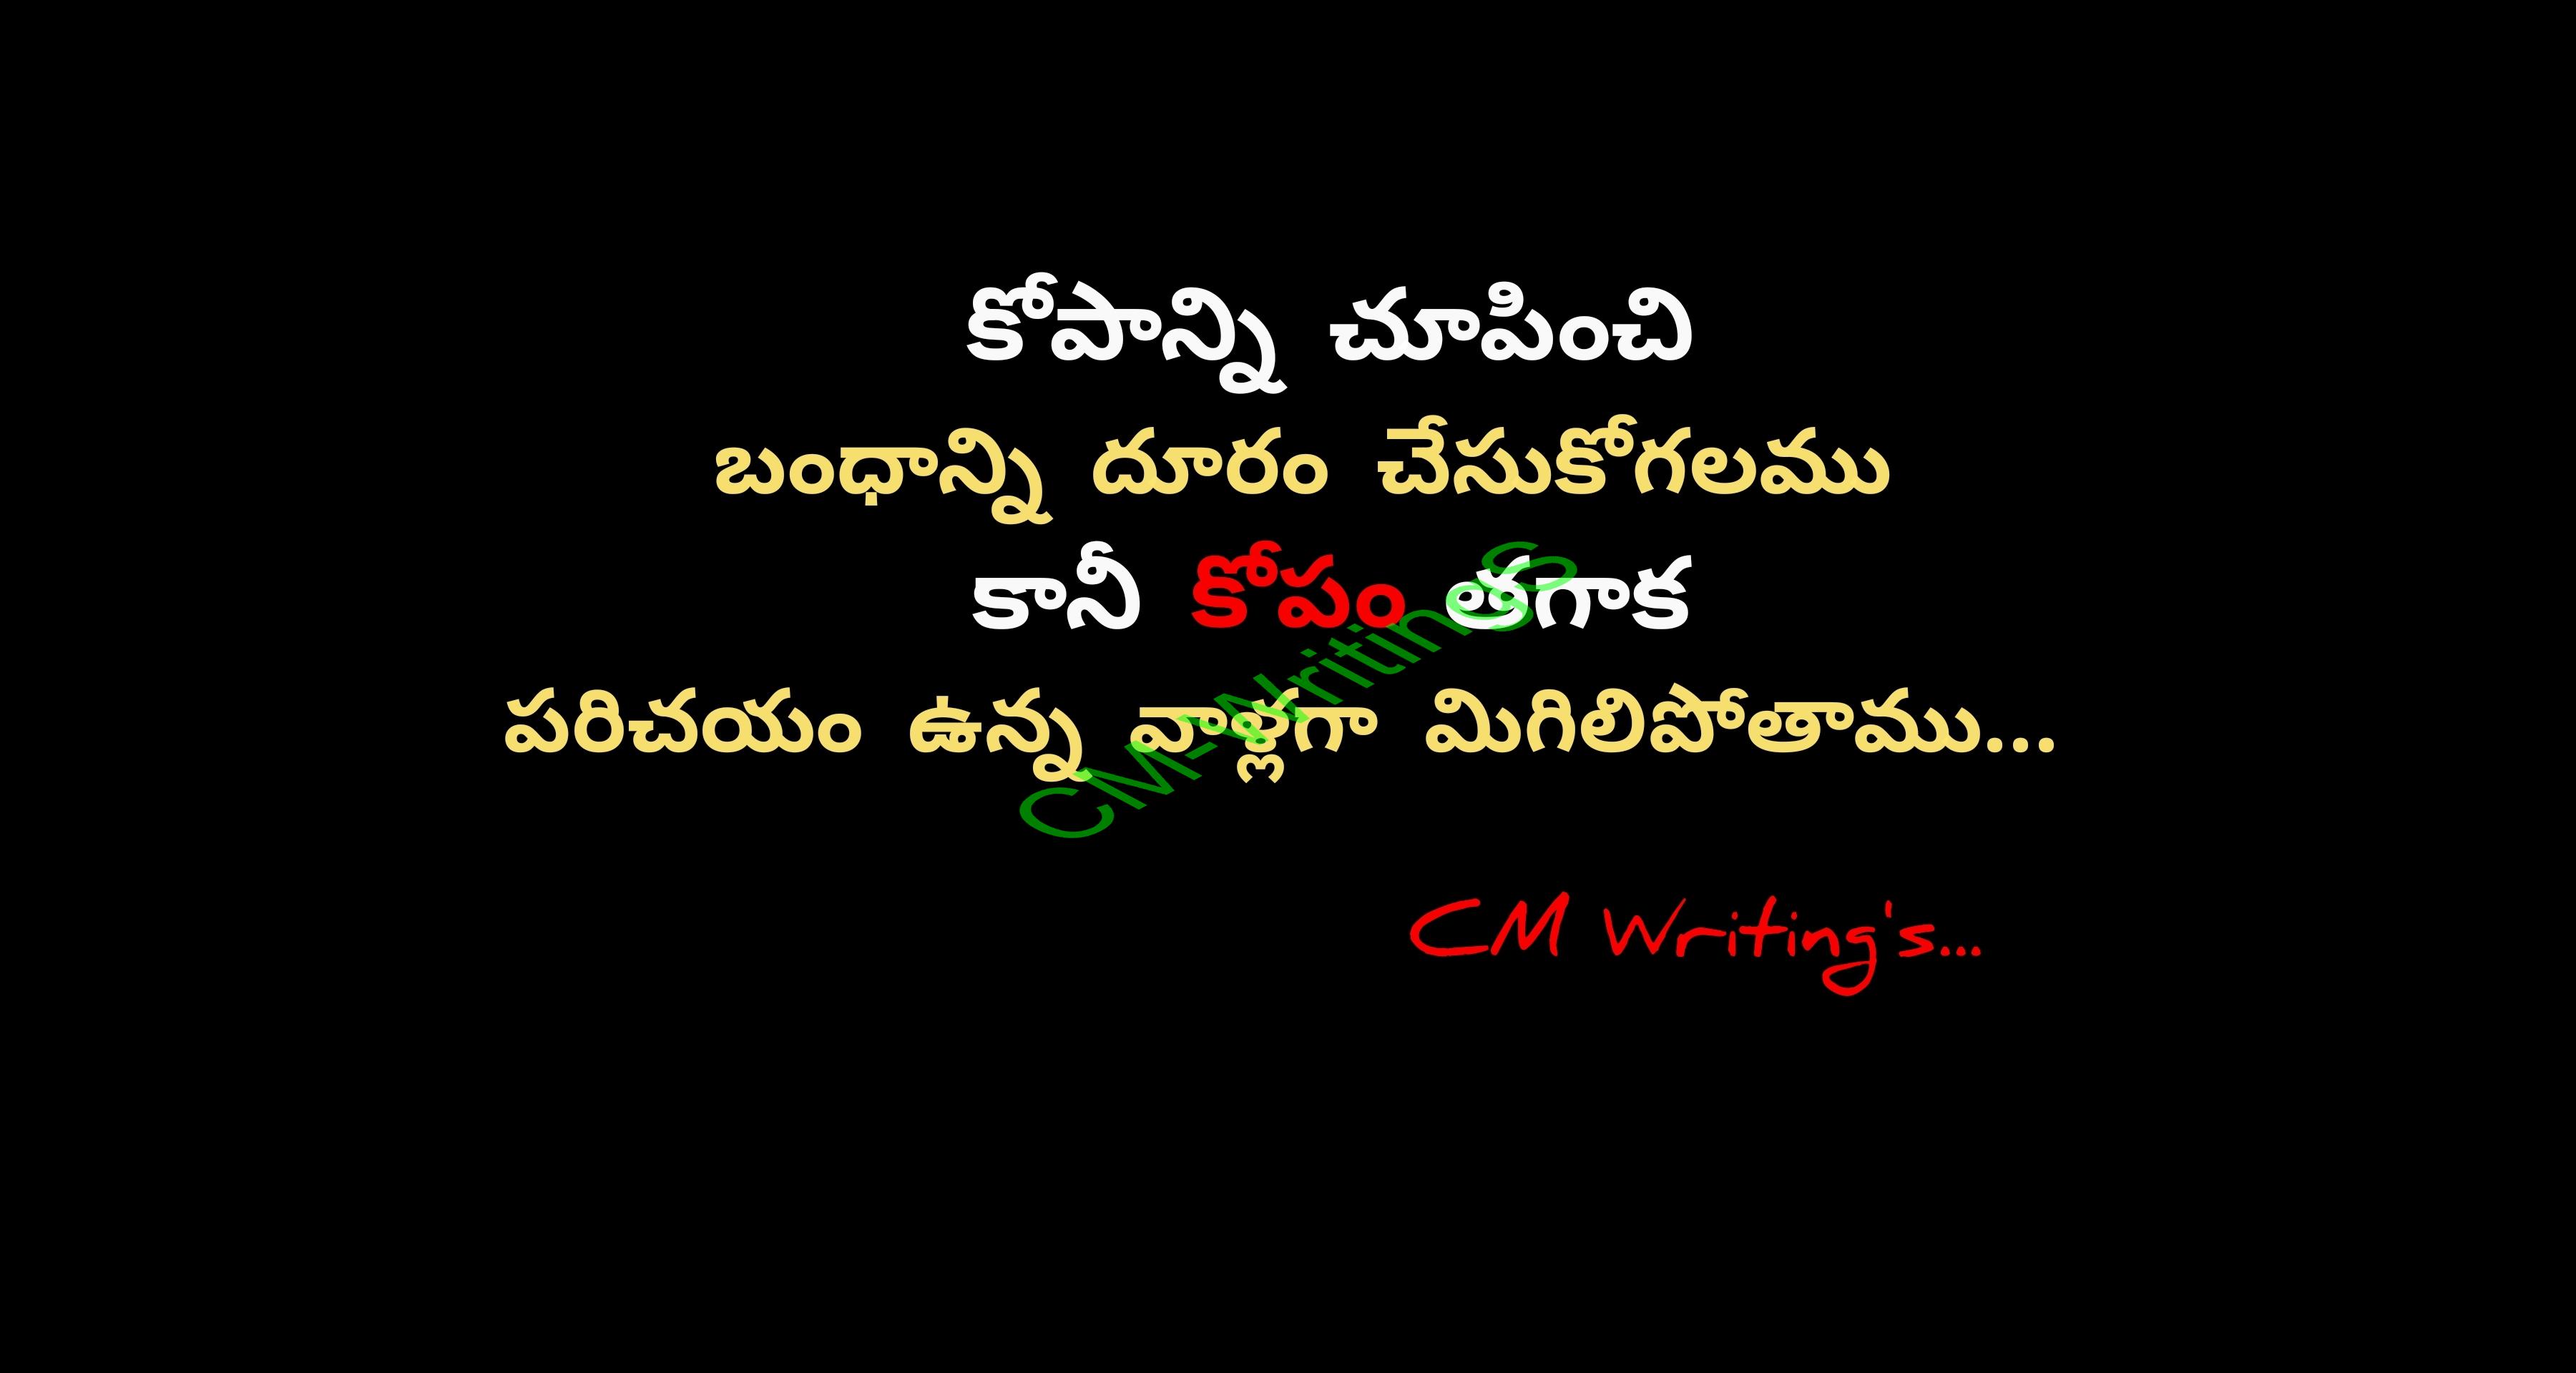 కోపాన్ని చూపించి
బంధాన్ని దూరం చేసుకోగలము
కానీ కోపం తగాక
పరిచయం ఉన్న వాళ్లగా మిగిలిపోతాము...
CM-Writings
CM Writing's...